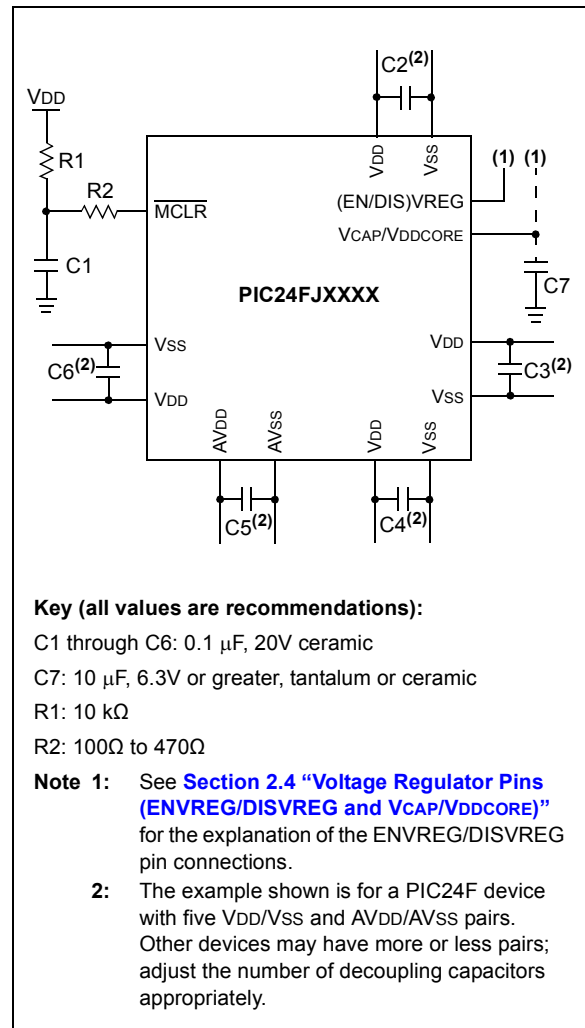 C2(2)
VDD
R1
R2
MCLR
C1
VDD
VSS
(1) (1)
(EN/DIS)VREG
VCAP/VDDCORE
C7
PIC24FJXXXX
VSS
C6(2)
VDD
VDD
C3(2)
VSS
AVDD
AVSS
VDD
VSS
C5(2)
C4(2)
Key (all values are recommendations):
C1 through C6: 0.1 μF, 20V ceramic
C7: 10 μF, 6.3V or greater, tantalum or ceramic
R1: 10 kΩ
R2: 100Ω to 470Ω
Note 1: See Section 2.4 “Voltage Regulator Pins
(ENVREG/DISVREG and VCAP/VDDCORE)”
for the explanation of the ENVREG/DISVREG
pin connections.
2: The example shown is for a PIC24F device
with five VDD/VSS and AVDD/AVSS pairs.
Other devices may have more or less pairs;
adjust the number of decoupling capacitors
appropriately.